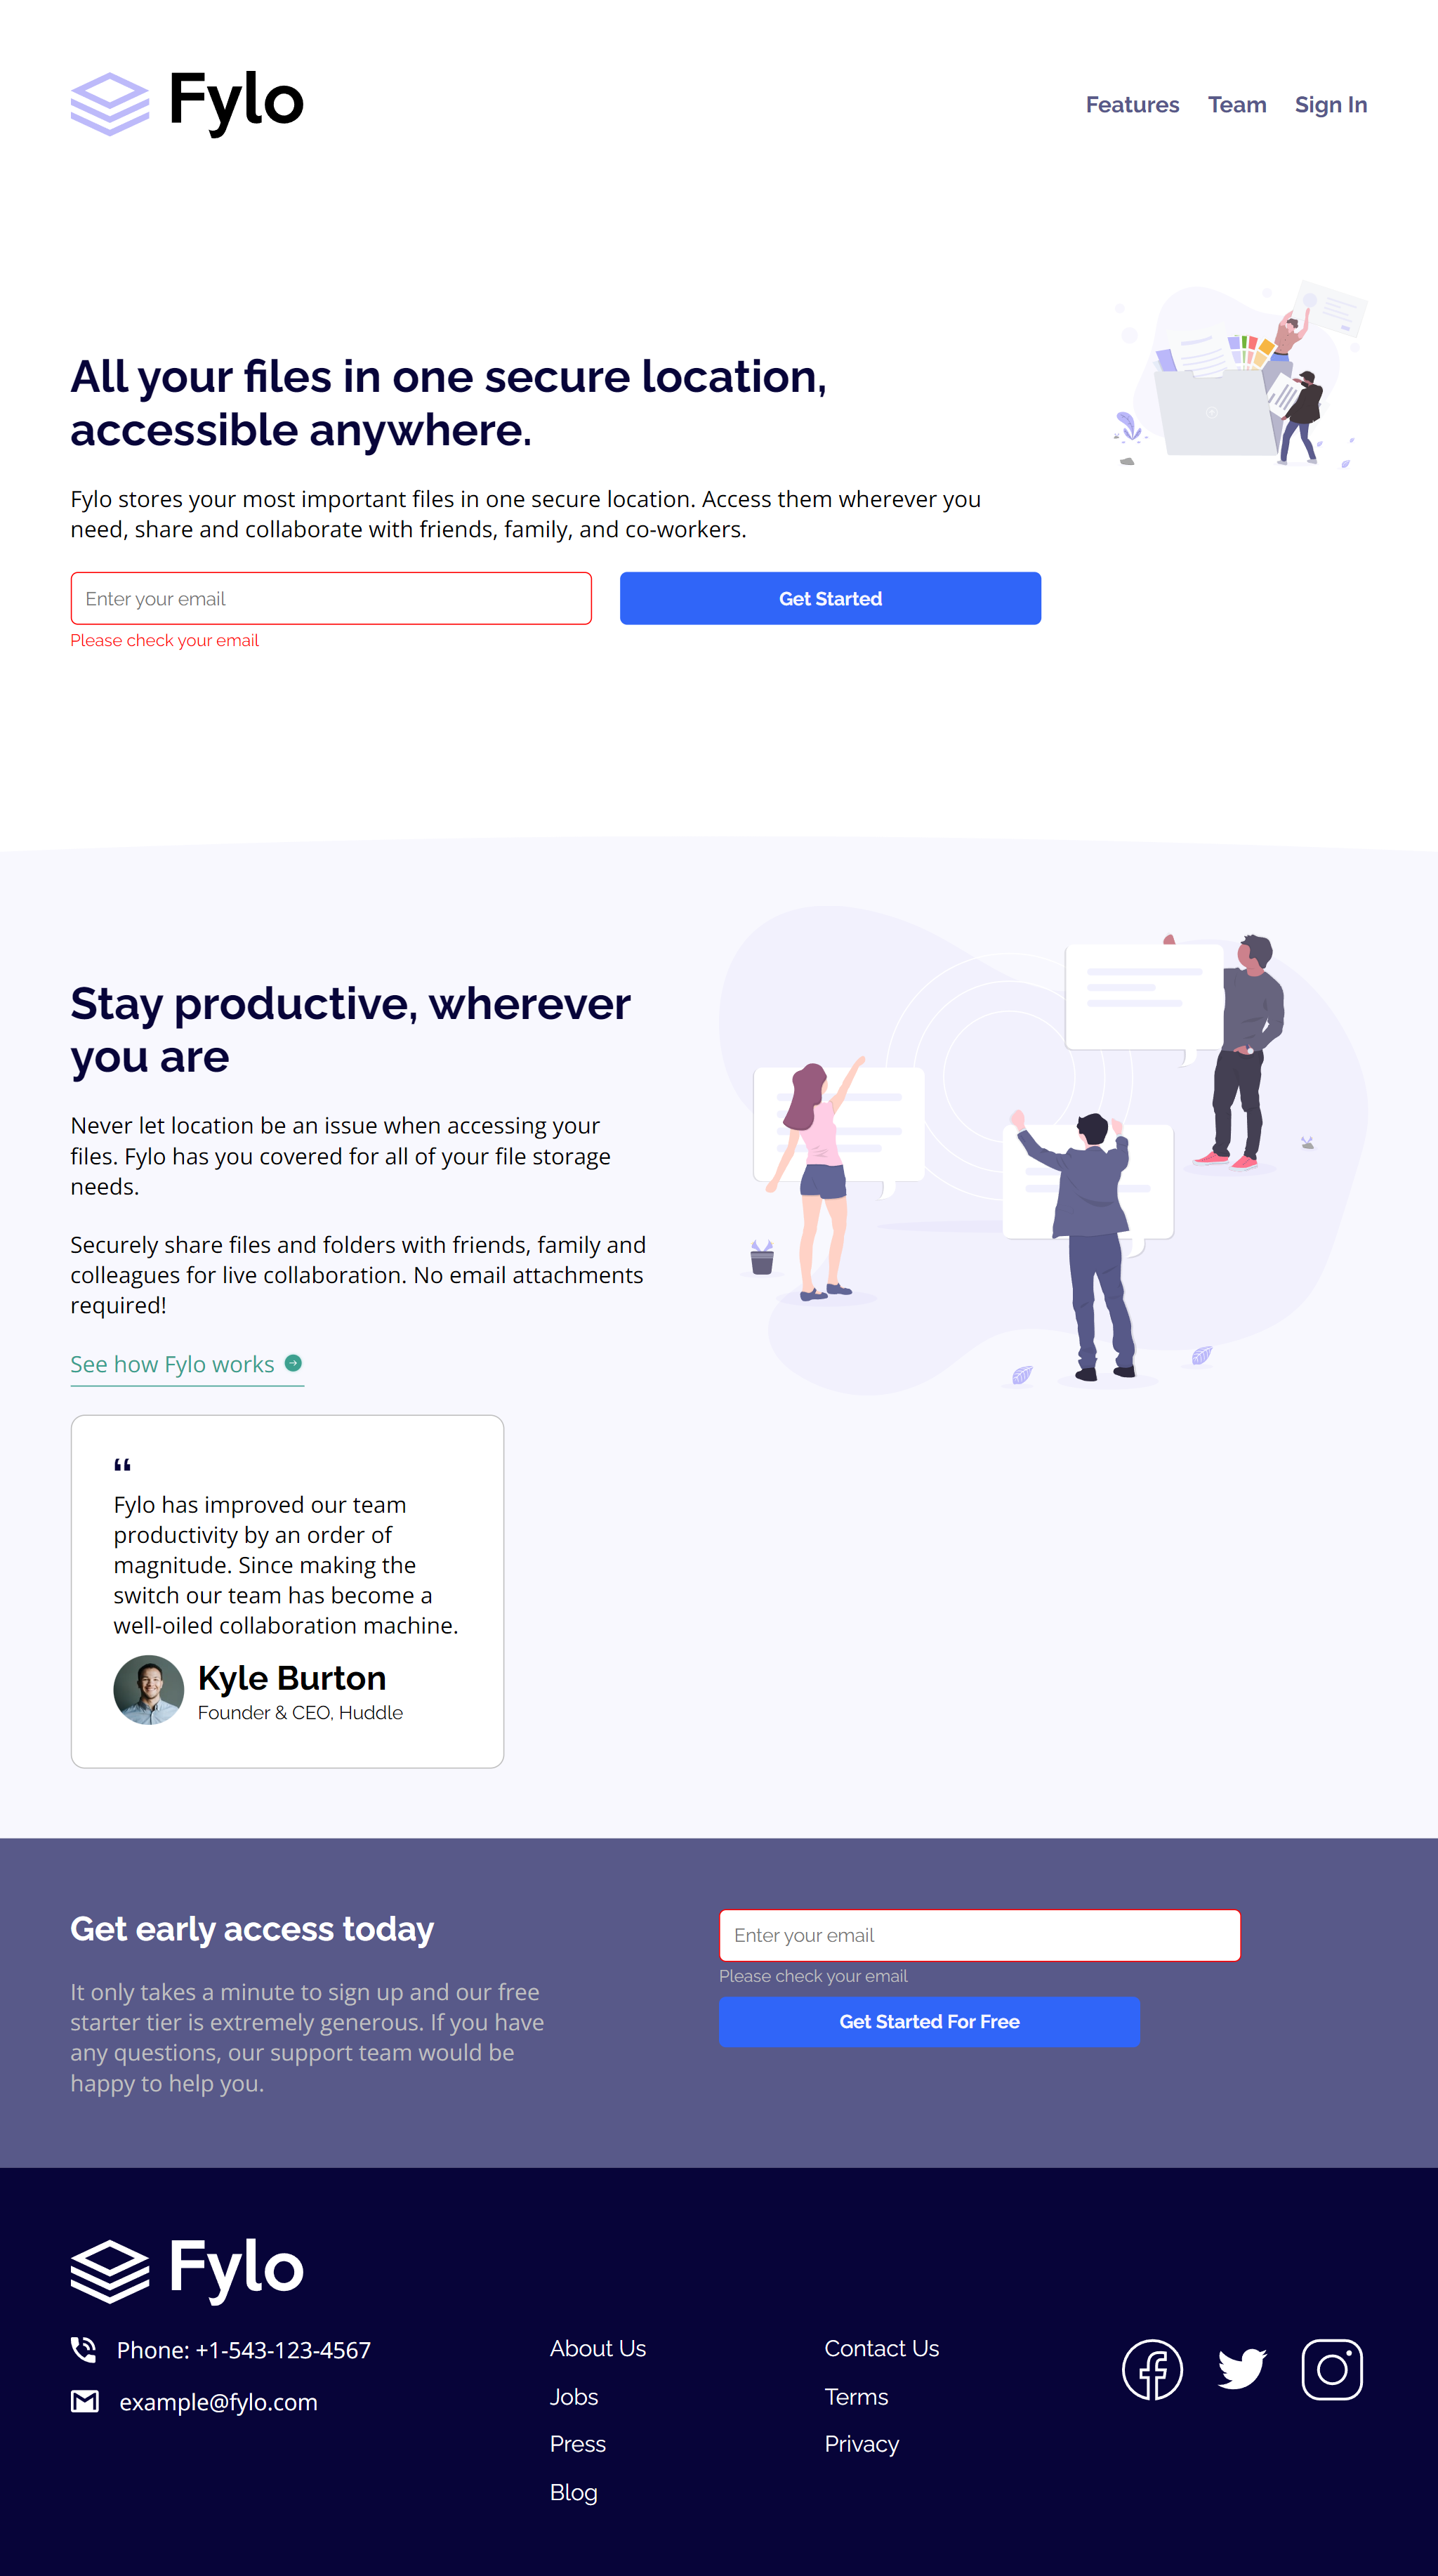 Fylo
Features Team Sign In
All your files in one secure location,
accessible anywhere.
Fylo stores your most important files in one secure location. Access them wherever you
need, share and collaborate with friends, family, and co-workers.
Enter your email
Get Started
Please check your email
Stay productive, wherever
you are
Never let location be an issue when accessing your
files. Fylo has you covered for all of your file storage
needs.
Securely share files and folders with friends, family and
colleagues for live collaboration. No email attachments
required!
See how Fylo works
“
Fylo has improved our team
productivity by an order of
magnitude. Since making the
switch our team has become a
well-oiled collaboration machine.
Kyle Burton
Founder & CEO, Huddle
Get early access today
It only takes a minute to sign up and our free
starter tier is extremely generous. If you have
any questions, our support team would be
happy to help you.
Enter your email
Please check your email
Get Started For Free
Fylo
Phone: +1-543-123-4567
example@fylo.com
About Us
Jobs
Press
Blog
Contact Us
Terms
Privacy